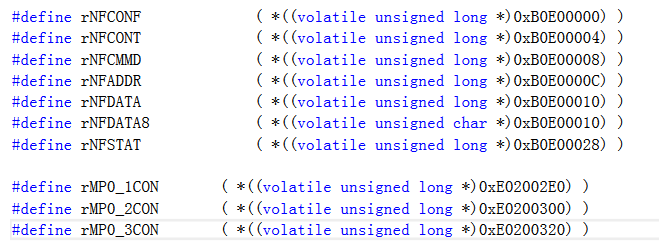 #define rNFCONF ( *((volatile unsigned long *)0xB0E00000) )
#define rNFCONT ( *((volatile unsigned long *)0xB0E00004) )
#define rNFCMMD ( *((volatile unsigned long *)0xB0E00008) )
#define rNFADDR ( *((volatile unsigned long *)0xB0E0000C) )
#define rNFDATA ( *((volatile unsigned long *)0xB0E00010) )
#define rNFDATA8 ( *((volatile unsigned char *)0xB0E00010) )
#define rNFSTAT ( *((volatile unsigned long *)0xB0E00028) )
#define rMP0_1CON ( *((volatile unsigned long *)0xE02002E0) )
#define rMP0_2CON ( *((volatile unsigned long *)0xE0200300) )
#define rMP0_3CON ( *((volatile unsigned long *)0xE0200320) )